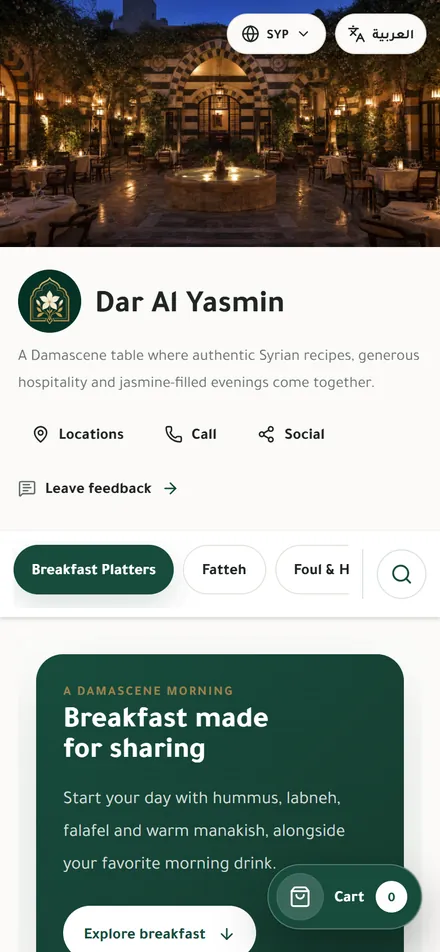 SYP
العربية
Dar Al Yasmin
A Damascene table where authentic Syrian recipes, generous
hospitality and jasmine-filled evenings come together.
Locations
Call
Social
Leave feedback
Breakfast Platters
Fatteh
Foul & H
A DAMASCENE MORNING
Breakfast made
for sharing
Start your day with hummus, labneh,
falafel and warm manakish, alongside
your favorite morning drink.
Cart
0
Explore breakfast